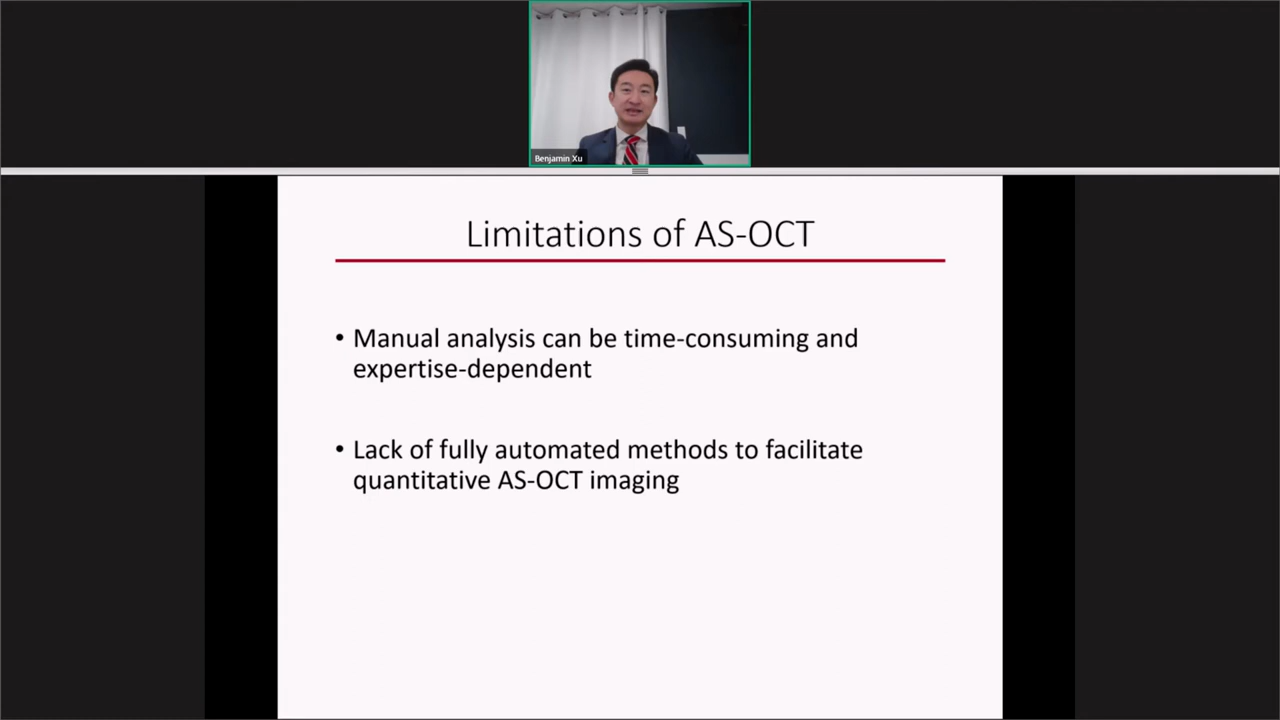 Benjamin Xu
Limitations of AS-OCT
• Manual analysis can be time-consuming and
expertise-dependent
• Lack of fully automated methods to facilitate
quantitative AS-OCT imaging